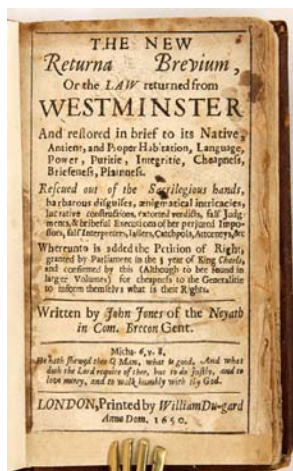 THE NEW
Returna Brevium,
Or the LAW returned from
WESTMINSTER
And restored in brief to its Native,
Antient, and Proper Habitation, Language,
Power, Puritie, Integritie, Cheapness,
Briefeness, Plainness.
Rescued out of the Sacrilegious hands,
barbarous disguises, ænigmatical intricacies,
lucrative constructions, extorted verdicts, fals Judg-
ments, & bribeful Executions of her perjured Impo-
stors, fals Interpreters, Jailers, Catchpols, Attorneys, &c
Whereunto is added the Petition of Right,
granted by Parliament in the 3 year of King Charls,
and confirmed by this (Although to bee found in
larger Volumes) for cheapness to the Generalitie
to inform themselvs what is their Rights.
Written by John Jones of the Neyath
in Com. Brecon Gent.
Micha. 6, v. 8.
He hath shewed thee O Man, what is good. And what
doth the Lord require of thee, but to do justly, and to
love mercy, and to walk humbly with thy God.
LONDON, Printed by William Du-gard
Anno Dom. 1650.